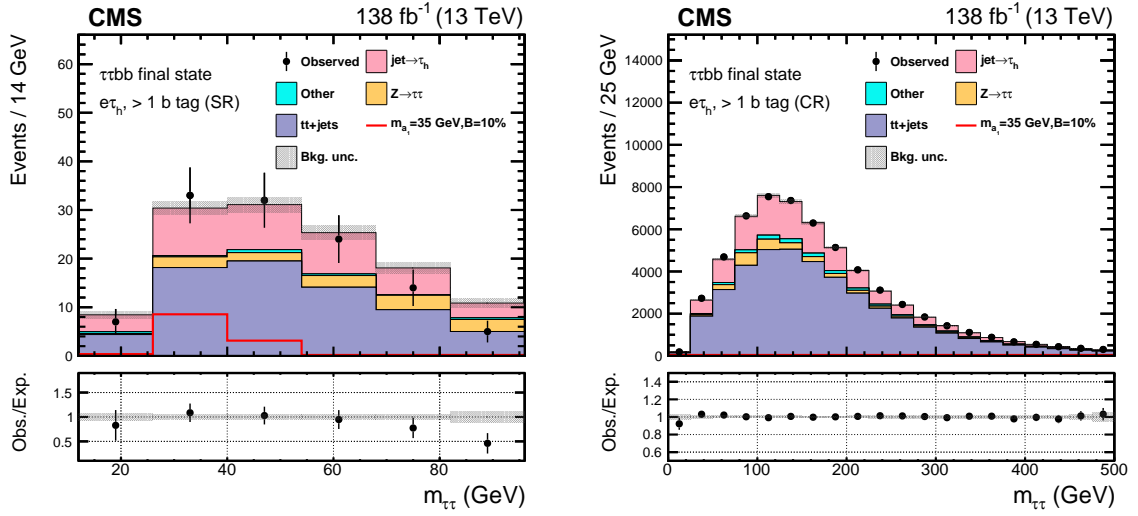 CMS 138 fb⁻¹ (13 TeV)
Events / 14 GeV
ττbb final state
eτₕ, > 1 b tag (SR)
Observed
jet→τₕ
Other
Z→ττ
tt+jets
m_a₁=35 GeV,B=10%
Bkg. unc.
60
50
40
30
20
10
0
Obs./Exp.
1.5
1
0.5
20 40 60 80
m_ττ (GeV)
CMS 138 fb⁻¹ (13 TeV)
Events / 25 GeV
ττbb final state
eτₕ, > 1 b tag (CR)
Observed
jet→τₕ
Other
Z→ττ
tt+jets
m_a₁=35 GeV,B=10%
Bkg. unc.
14000
12000
10000
8000
6000
4000
2000
0
Obs./Exp.
1.4
1.2
1.0
0.8
0.6
0 100 200 300 400 500
m_ττ (GeV)